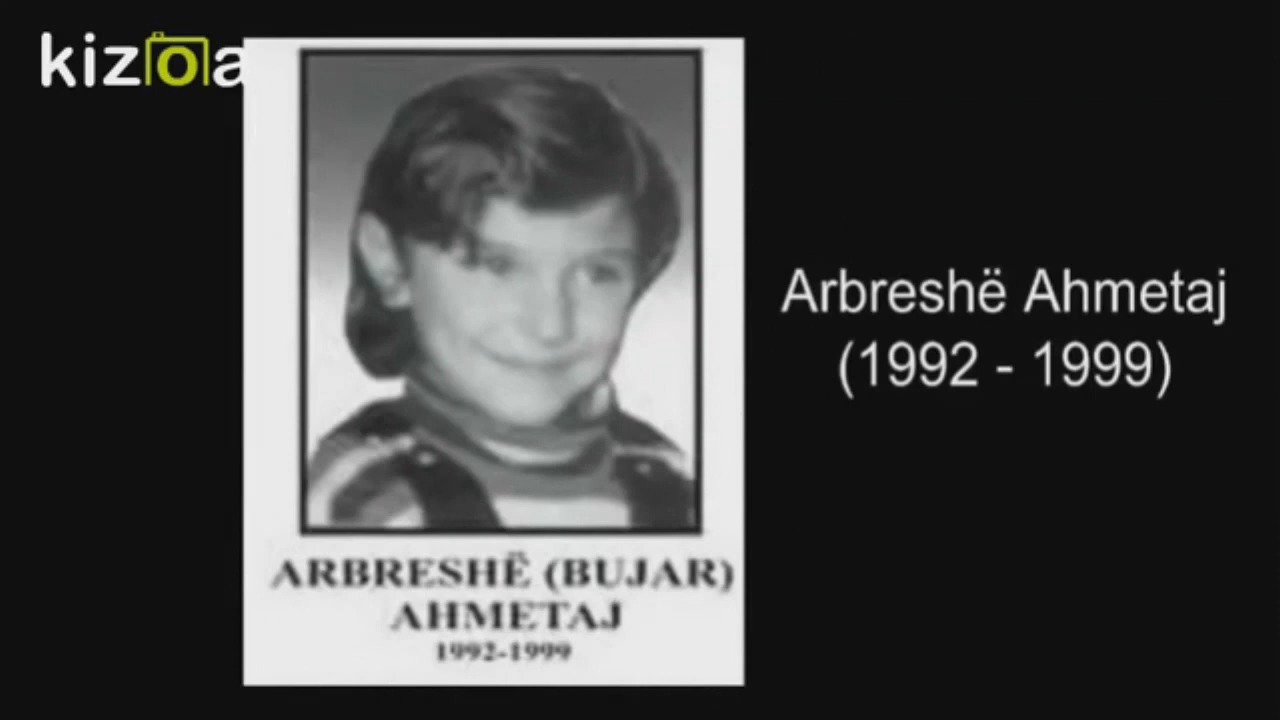 kizoa
Arbreshë Ahmetaj
(1992 - 1999)
ARBRESHË (BUJAR)
AHMETAJ
1992-1999